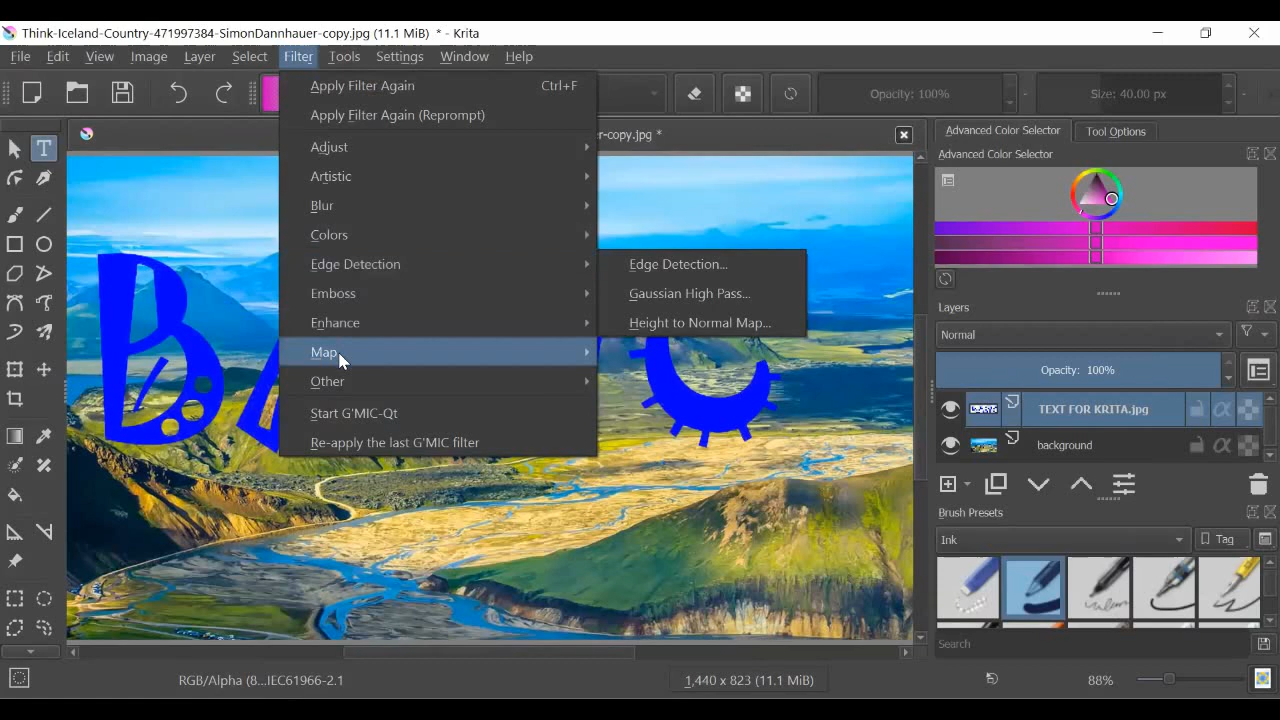 Think-Iceland-Country-471997384-SimonDannhauer-copy.jpg (11.1 MiB) * - Krita
File Edit View Image Layer Select Filter Tools Settings Window Help
Apply Filter Again Ctrl+F
Apply Filter Again (Reprompt)
Adjust
Artistic
Blur
Colors
Edge Detection
Emboss
Enhance
Map
Other
Start G'MIC-Qt
Re-apply the last G'MIC filter
Edge Detection...
Gaussian High Pass...
Height to Normal Map...
Opacity: 100%
Size: 40.00 px
r-copy.jpg *
Advanced Color Selector Tool Options
Advanced Color Selector
Layers
Normal
Opacity: 100%
TEXT FOR KRITA.jpg
background
Brush Presets
Ink
Tag
Search
B
RGB/Alpha (8...IEC61966-2.1
1,440 x 823 (11.1 MiB)
88%